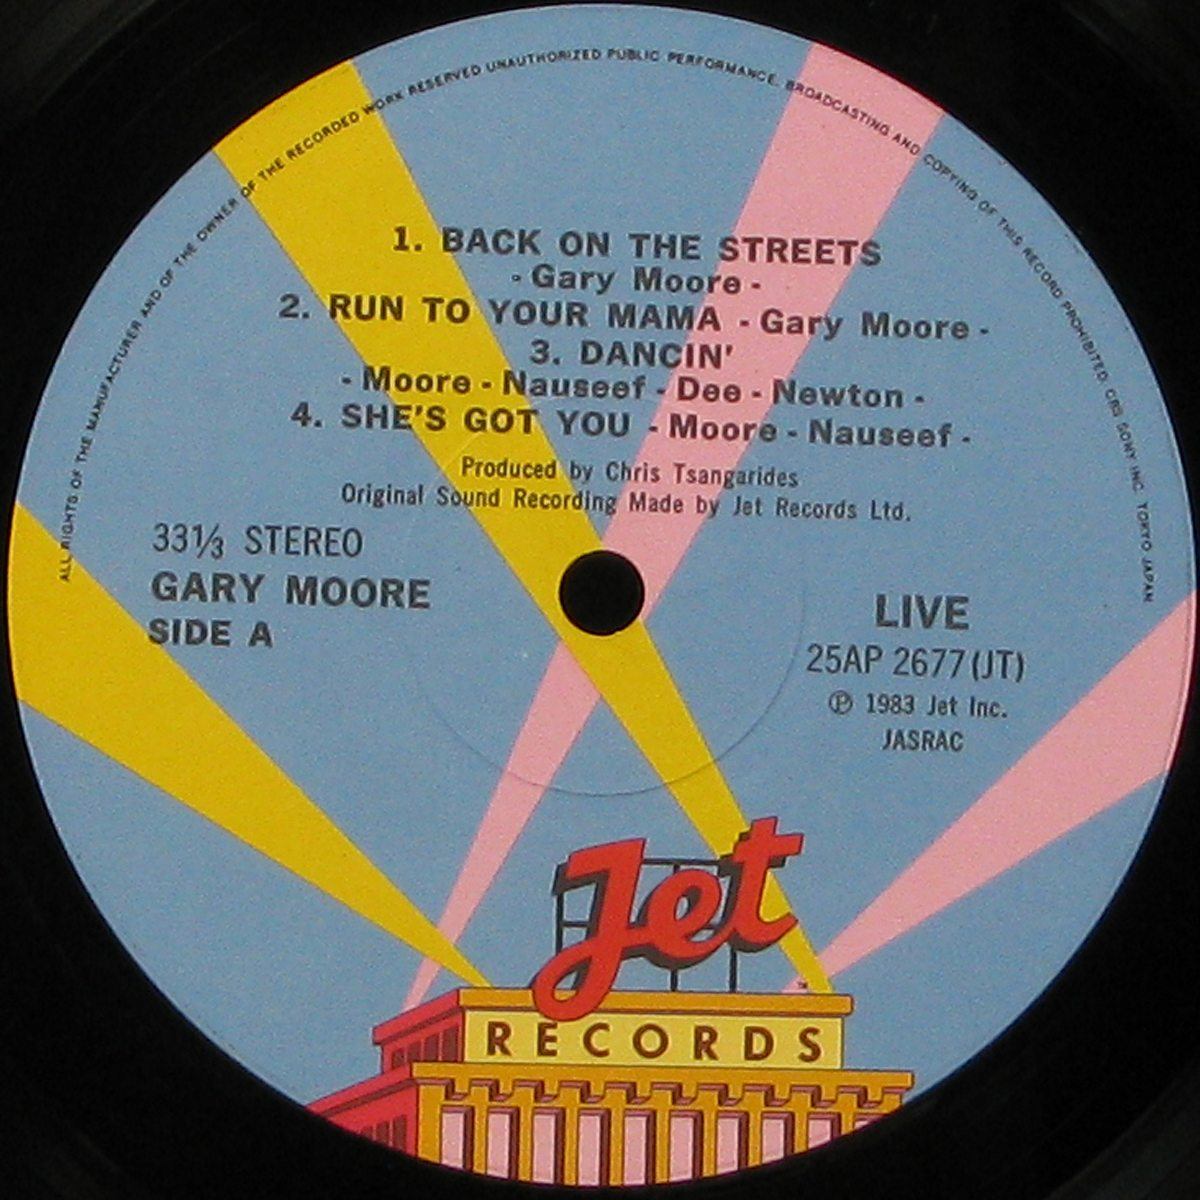 ALL RIGHTS OF THE MANUFACTURER AND OF THE OWNER OF THE RECORDED WORK RESERVED UNAUTHORIZED PUBLIC PERFORMANCE, BROADCASTING AND COPYING OF THIS RECORD PROHIBITED, CBS SONY INC. TOKYO JAPAN
1. BACK ON THE STREETS
- Gary Moore -
2. RUN TO YOUR MAMA - Gary Moore -
3. DANCIN'
- Moore - Nauseef - Dee - Newton -
4. SHE'S GOT YOU - Moore - Nauseef -
Produced by Chris Tsangarides
Original Sound Recording Made by Jet Records Ltd.
33⅓ STEREO
GARY MOORE
SIDE A
LIVE
25AP 2677(JT)
℗ 1983 Jet Inc.
JASRAC
Jet
RECORDS